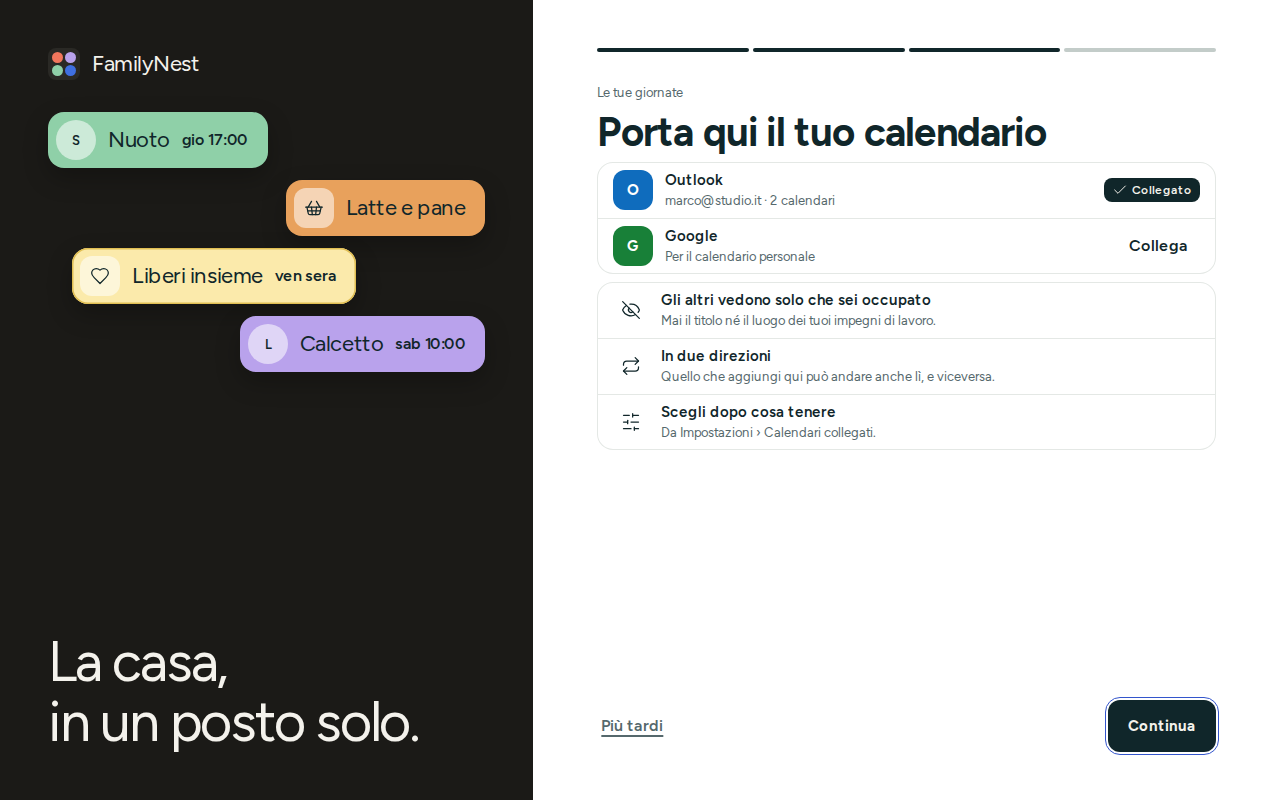 FamilyNest
S Nuoto gio 17:00
Latte e pane
Liberi insieme ven sera
L Calcetto sab 10:00
La casa,
in un posto solo.
Le tue giornate
Porta qui il tuo calendario
O Outlook
marco@studio.it · 2 calendari
Collegato
G Google
Per il calendario personale
Collega
Gli altri vedono solo che sei occupato
Mai il titolo né il luogo dei tuoi impegni di lavoro.
In due direzioni
Quello che aggiungi qui può andare anche lì, e viceversa.
Scegli dopo cosa tenere
Da Impostazioni › Calendari collegati.
Più tardi
Continua